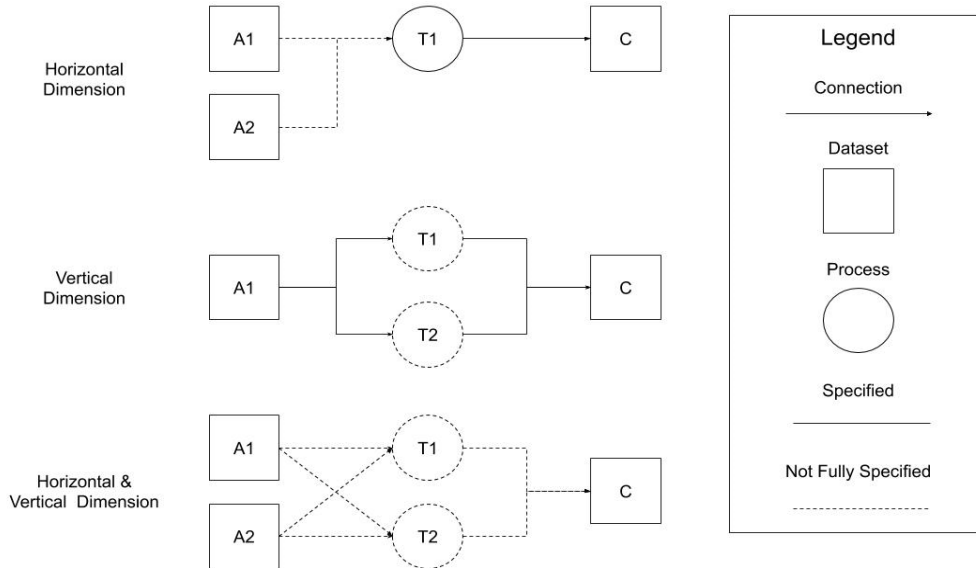 Horizontal
Dimension
A1
T1
C
A2
Vertical
Dimension
A1
T1
T2
C
Horizontal &
Vertical Dimension
A1
T1
C
A2
T2
Legend
Connection
Dataset
Process
Specified
Not Fully Specified